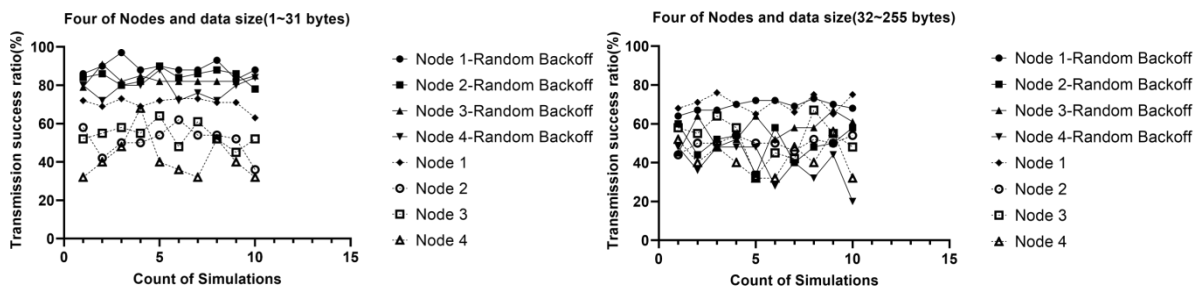 Four of Nodes and data size(1~31 bytes)
Transmission success ratio(%)
100
80
60
40
20
0
0
5
10
15
Count of Simulations
Node 1-Random Backoff
Node 2-Random Backoff
Node 3-Random Backoff
Node 4-Random Backoff
Node 1
Node 2
Node 3
Node 4
Four of Nodes and data size(32~255 bytes)
Transmission success ratio(%)
100
80
60
40
20
0
0
5
10
15
Count of Simulations
Node 1-Random Backoff
Node 2-Random Backoff
Node 3-Random Backoff
Node 4-Random Backoff
Node 1
Node 2
Node 3
Node 4